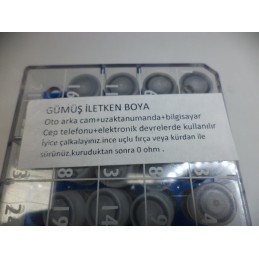 GÜMÜŞ İLETKEN BOYA
Oto arka cam+uzaktanumanda+bilgisayar
Cep telefonu+elektronik devrelerde kullanılır
İyice çalkalayınız.ince uçlu fırça veya kürdan ile
sürünüz,kuruduktan sonra 0 ohm .